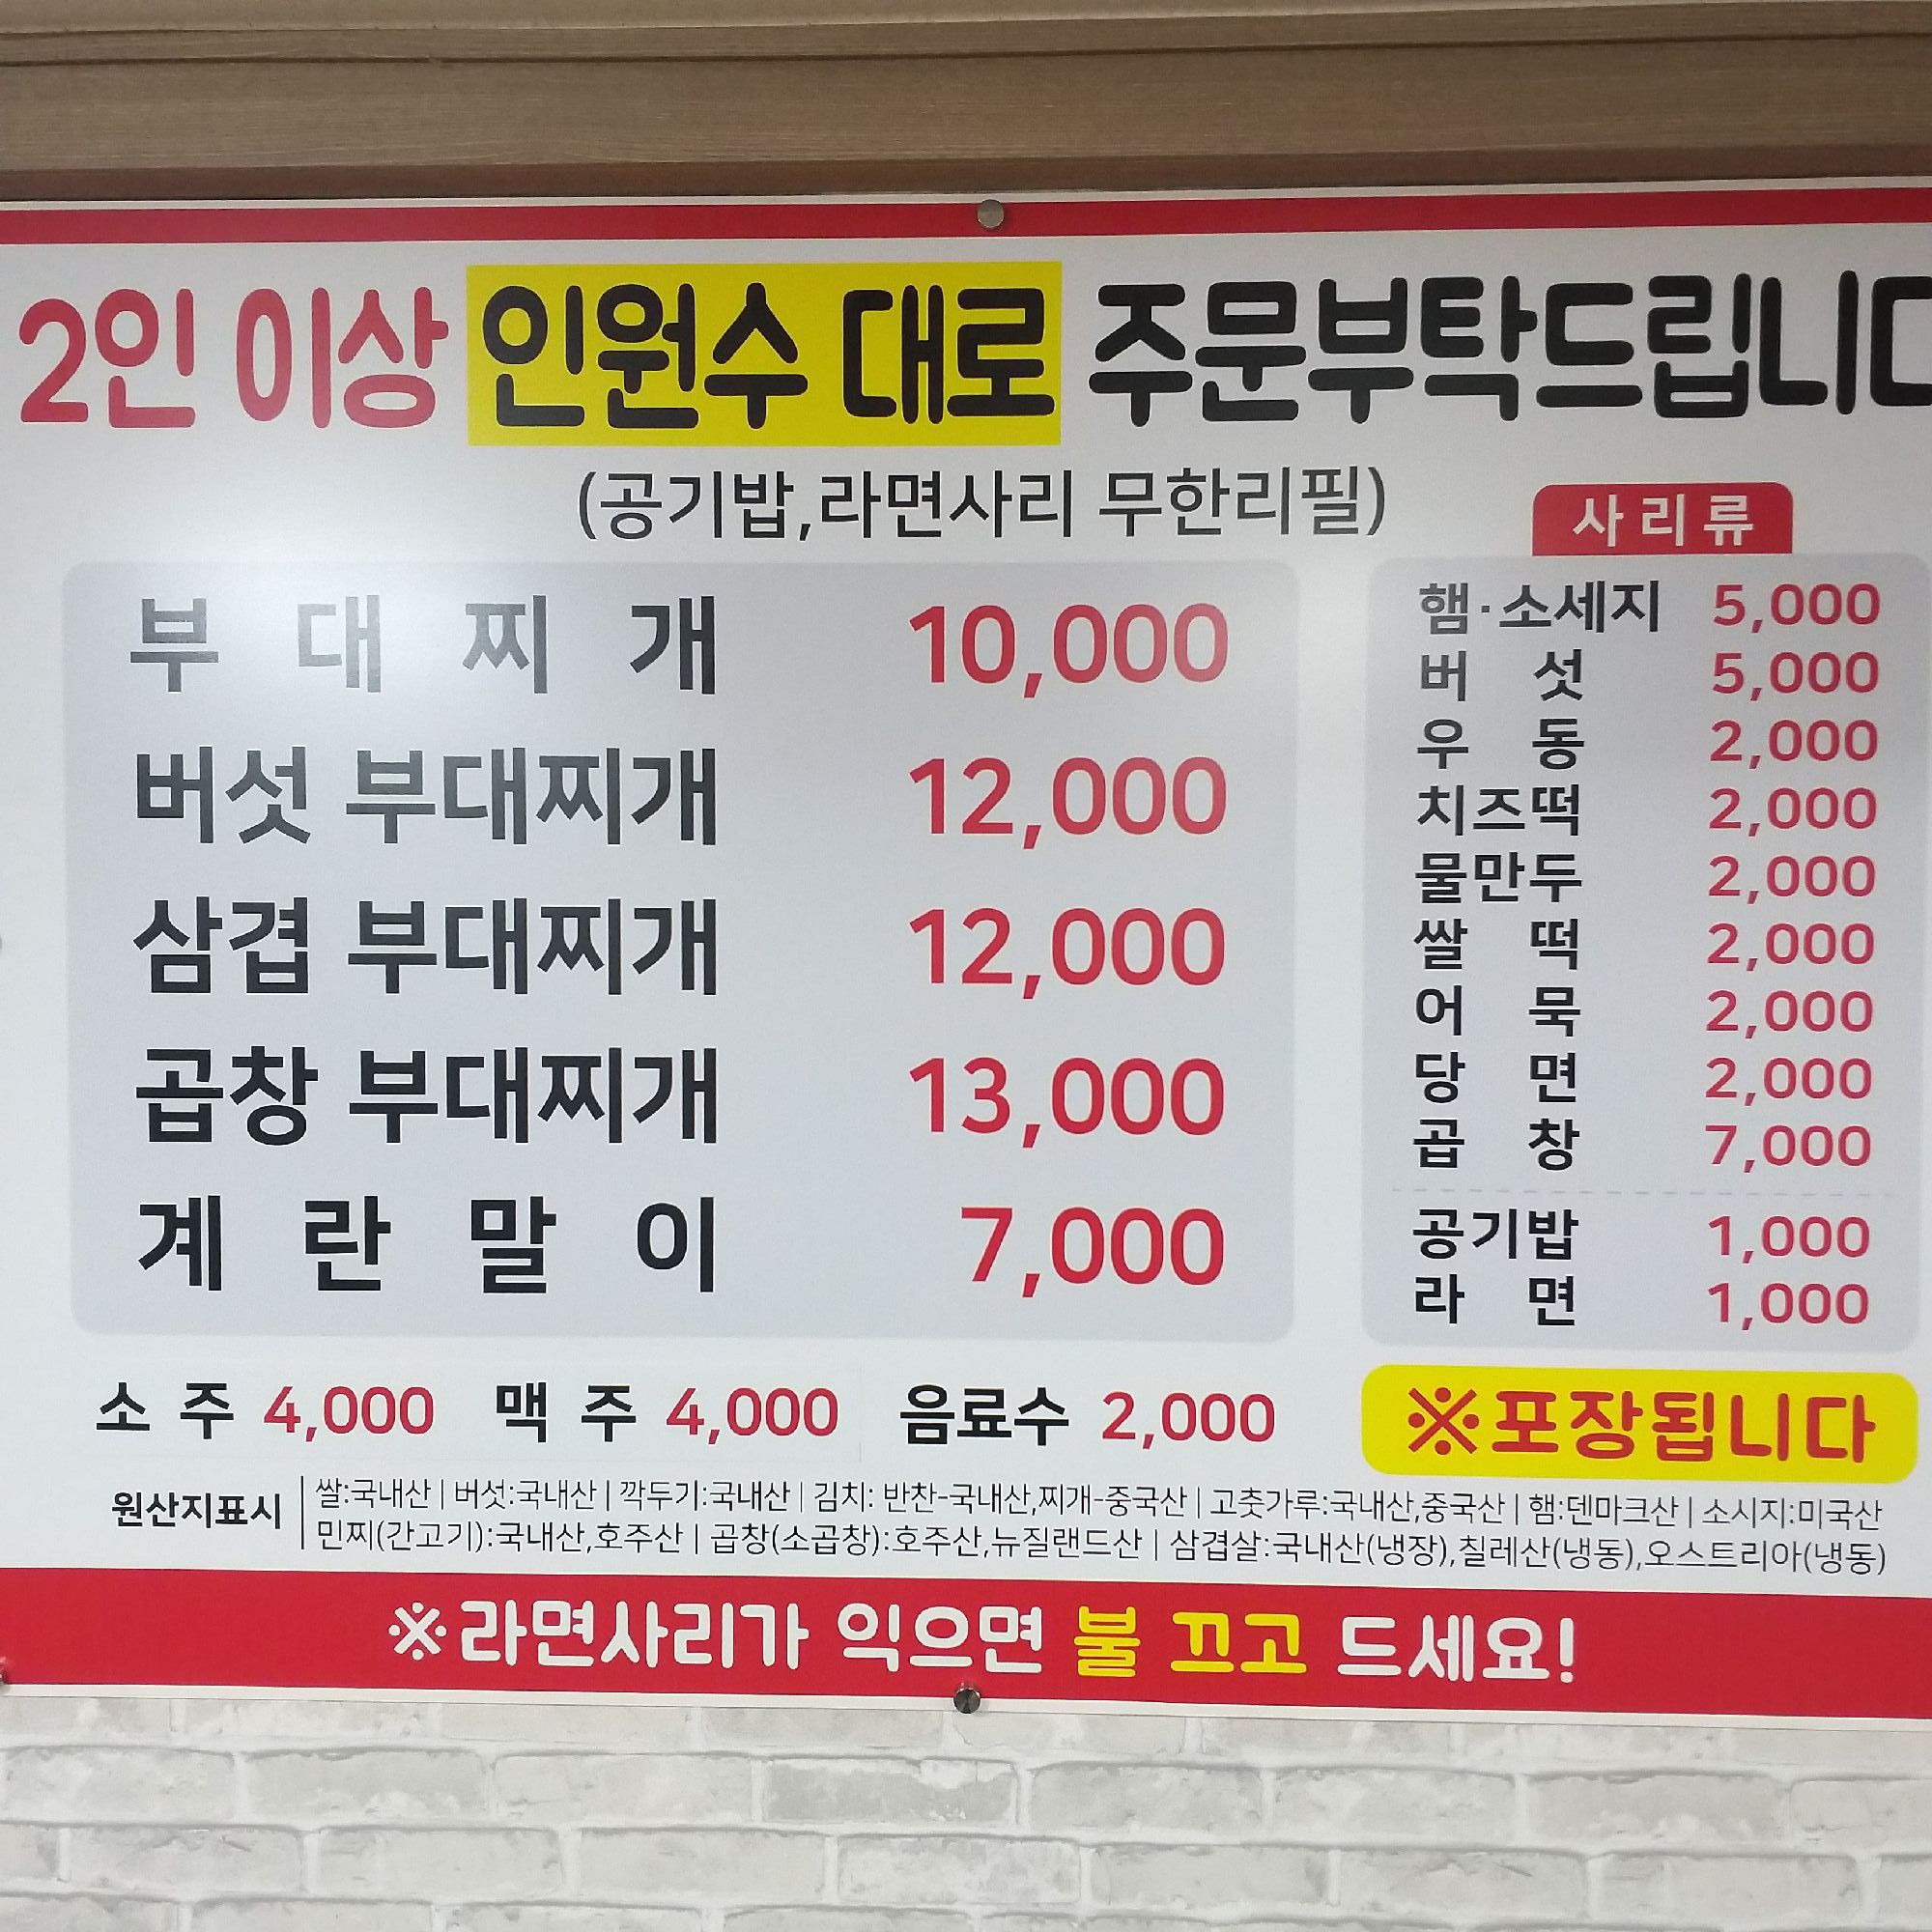 2인 이상 인원수 대로 주문부탁드립니다
(공기밥,라면사리 무한리필)
부대찌개 10,000
버섯 부대찌개 12,000
삼겹 부대찌개 12,000
곱창 부대찌개 13,000
계란말이 7,000
사리류
햄·소세지 5,000
버섯 5,000
우동 2,000
치즈떡 2,000
물만두 2,000
쌀떡 2,000
어묵 2,000
당면 2,000
곱창 7,000
공기밥 1,000
라면 1,000
소주 4,000 맥주 4,000 음료수 2,000
※포장됩니다
원산지표시
쌀:국내산 | 버섯:국내산 | 깍두기:국내산 | 김치: 반찬-국내산,찌개-중국산 | 고춧가루:국내산,중국산 | 햄:덴마크산 | 소시지:미국산
민찌(간고기):국내산,호주산 | 곱창(소곱창):호주산,뉴질랜드산 | 삼겹살:국내산(냉장),칠레산(냉동),오스트리아(냉동)
※라면사리가 익으면 불 끄고 드세요!